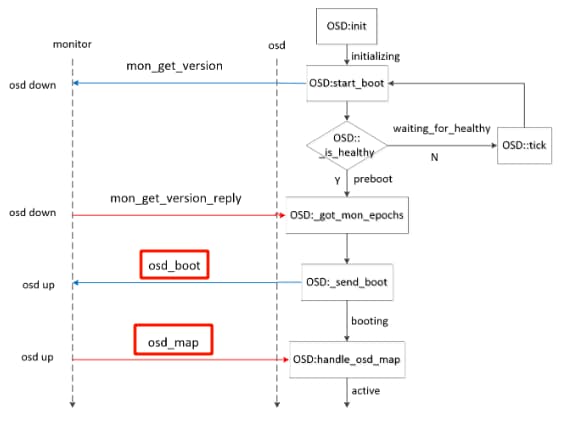 OSD:init
monitor
osd
initializing
mon_get_version
osd down
OSD:start_boot
OSD::
_is_healthy
waiting_for_healthy
OSD::tick
N
Y
preboot
mon_get_version_reply
osd down
OSD:_got_mon_epochs
osd_boot
osd up
OSD:_send_boot
booting
osd_map
osd up
OSD:handle_osd_map
active